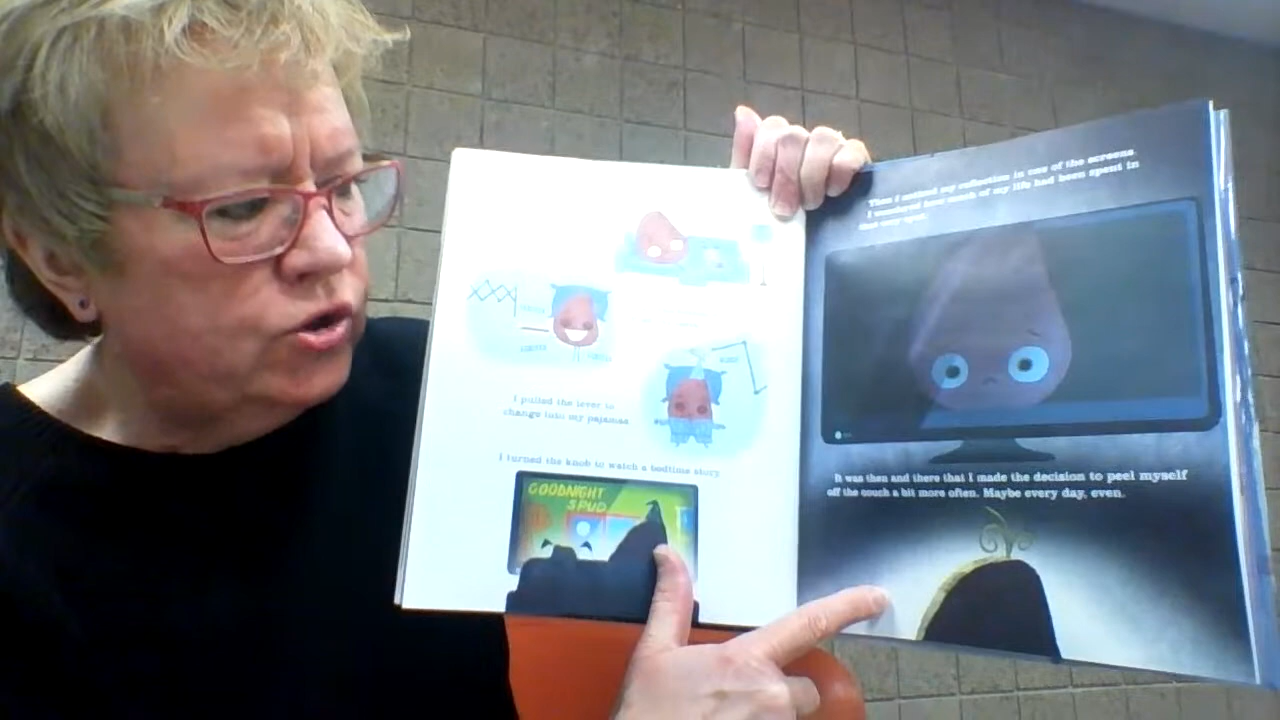 I pulled the lever to
change into my pajamas
I turned the knob to watch a bedtime story
GOODNIGHT
SPUD
Then I noticed my reflection in one of the screens.
I wondered how much of my life had been spent in
that very spot.
It was then and there that I made the decision to peel myself
off the couch a bit more often. Maybe every day, even.